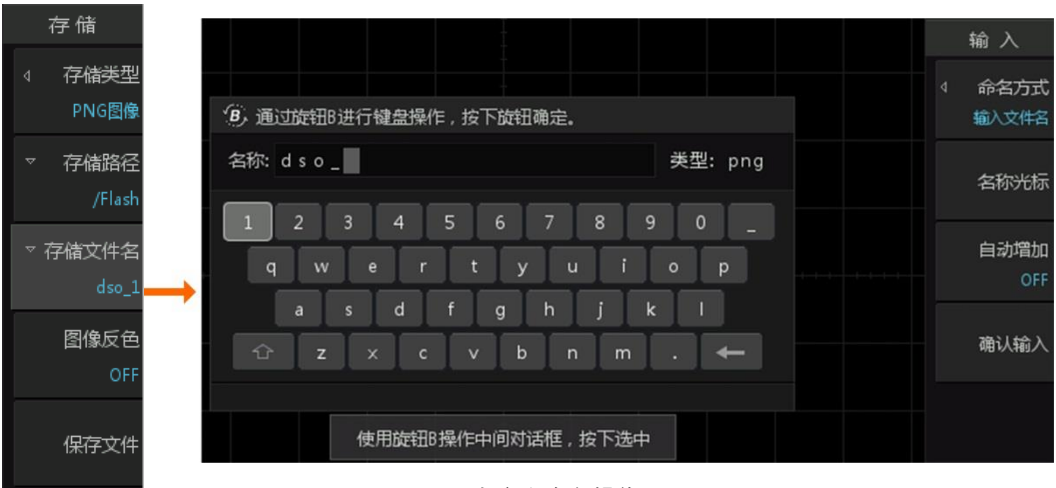 存储
存储类型
PNG图像
存储路径
/Flash
存储文件名
dso_1
图像反色
OFF
保存文件
B 通过旋钮B进行键盘操作，按下旋钮确定。
名称: dso_
类型: png
1 2 3 4 5 6 7 8 9 0 _
q w e r t y u i o p
a s d f g h j k l
z x c v b n m .
使用旋钮B操作中间对话框，按下选中
输入
命名方式
输入文件名
名称光标
自动增加
OFF
确认输入